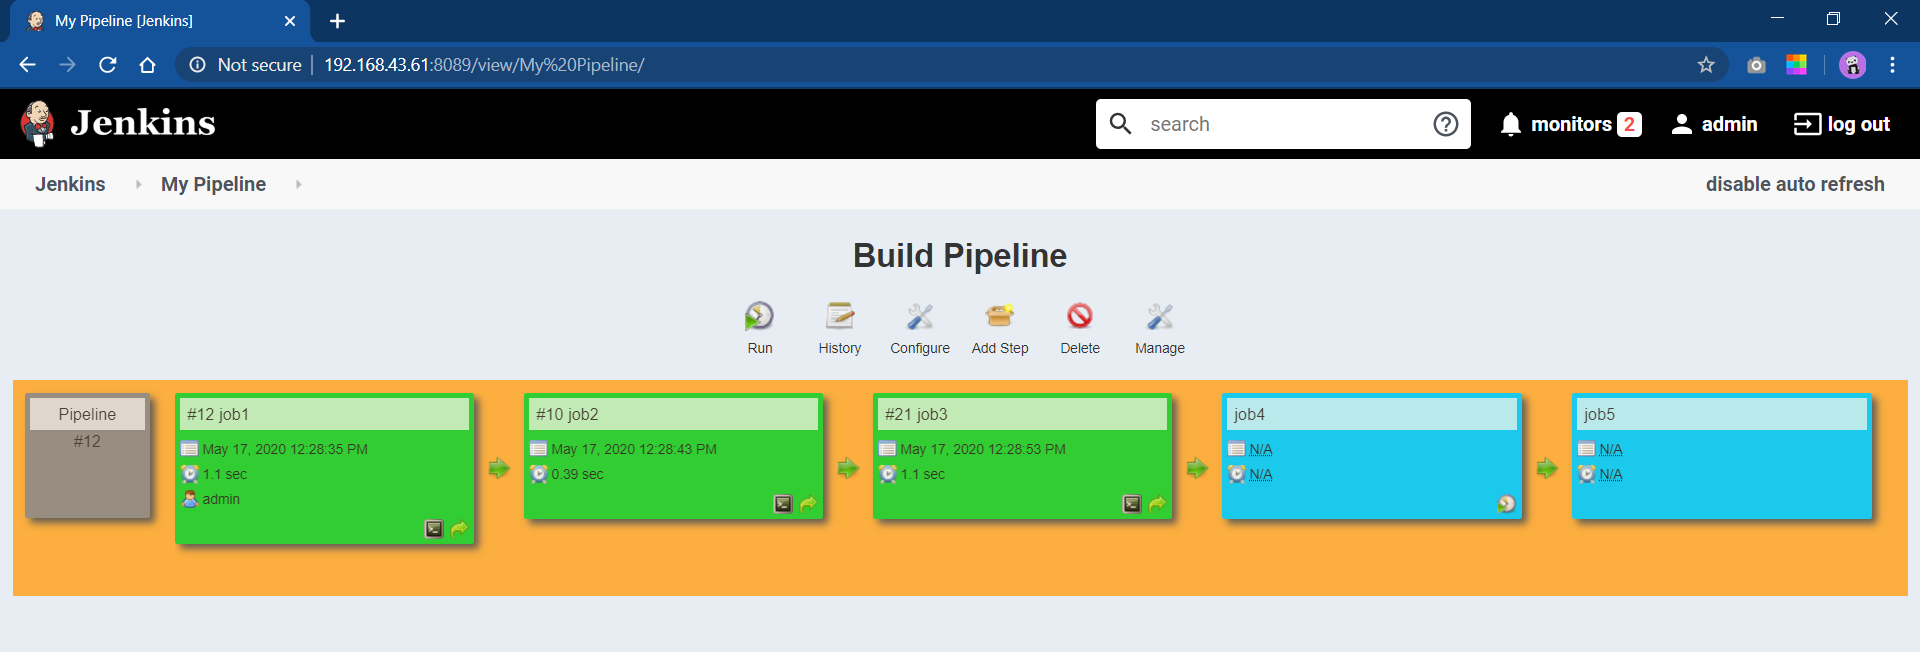 My Pipeline [Jenkins]
Not secure | 192.168.43.61:8089/view/My%20Pipeline/
Jenkins
search
monitors 2
admin
log out
Jenkins
My Pipeline
disable auto refresh
Build Pipeline
Run
History
Configure
Add Step
Delete
Manage
Pipeline
#12
#12 job1
May 17, 2020 12:28:35 PM
1.1 sec
admin
#10 job2
May 17, 2020 12:28:43 PM
0.39 sec
#21 job3
May 17, 2020 12:28:53 PM
1.1 sec
job4
N/A
N/A
job5
N/A
N/A